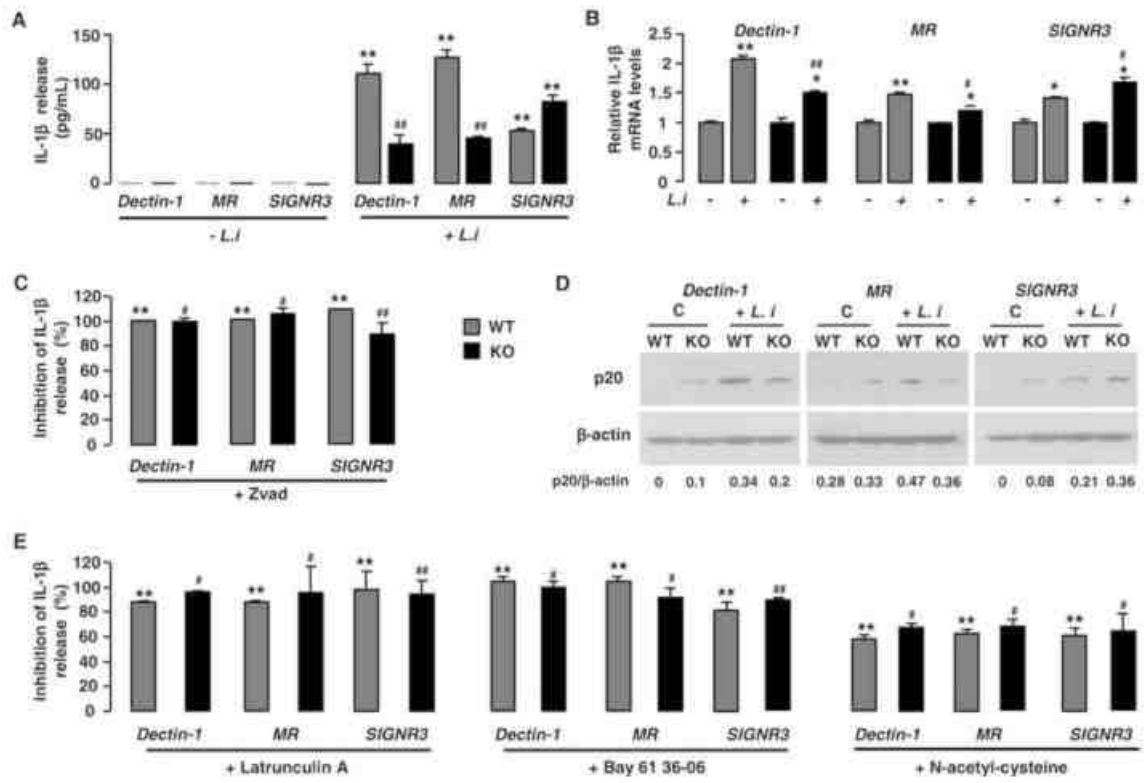 A
IL-1β release
(pg/mL)
150
100
50
0
** ## ** ## ** **
Dectin-1 MR SIGNR3 Dectin-1 MR SIGNR3
- L.i + L.i
B
Dectin-1 MR SIGNR3
Relative IL-1β
mRNA levels
2.5
2
1.5
1
0.5
0
** ## * ** # * * # *
L.i - + - + - + - + - + - +
C
Inhibition of IL-1β
release (%)
0
20
40
60
80
100
120
** # ** # ** ##
Dectin-1 MR SIGNR3
+ Zvad
WT
KO
D
Dectin-1 MR SIGNR3
C + L. i C + L. i C + L. i
WT KO WT KO WT KO WT KO WT KO WT KO
p20
β-actin
p20/β-actin 0 0.1 0.34 0.2 0.28 0.33 0.47 0.36 0 0.08 0.21 0.36
E
Inhibition of IL-1β
release (%)
120
100
80
60
40
20
0
** # ** # ** ## ** # ** # ** ## ** # ** # ** #
Dectin-1 MR SIGNR3 Dectin-1 MR SIGNR3 Dectin-1 MR SIGNR3
+ Latrunculin A + Bay 61 36-06 + N-acetyl-cysteine